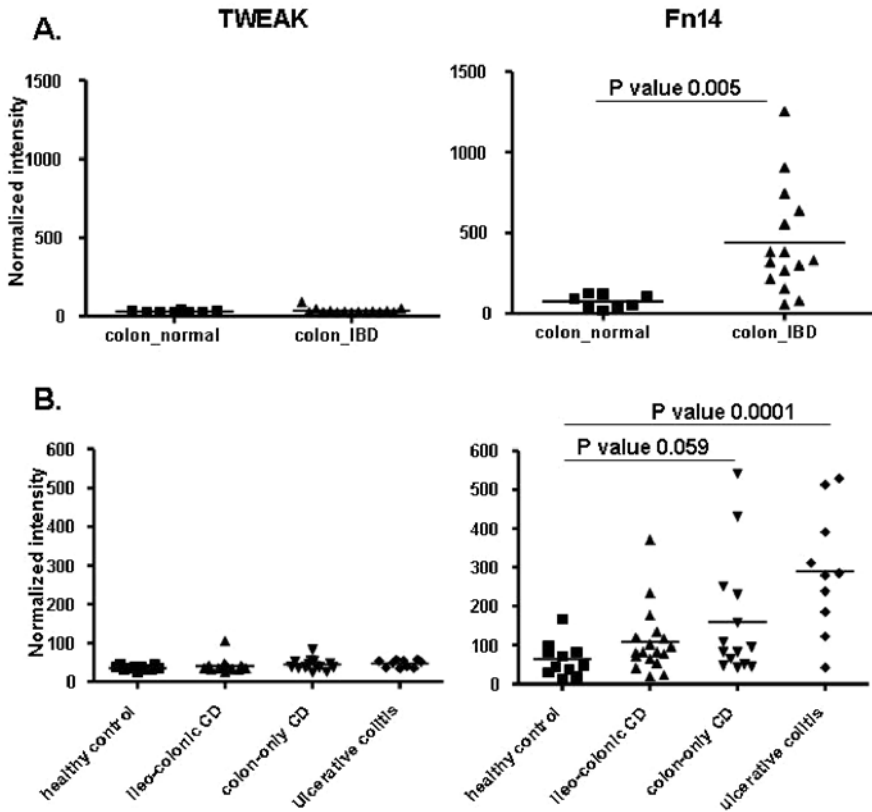 A.
TWEAK
Fn14
Normalized intensity
1500
1000
500
0
colon_normal
colon_IBD
1500
1000
500
0
P value 0.005
colon_normal
colon_IBD
B.
Normalized intensity
600
500
400
300
200
100
0
healthy control
Ileo-colonic CD
colon-only CD
Ulcerative colitis
P value 0.0001
P value 0.059
600
500
400
300
200
100
0
healthy control
Ileo-colonic CD
colon-only CD
ulcerative colitis